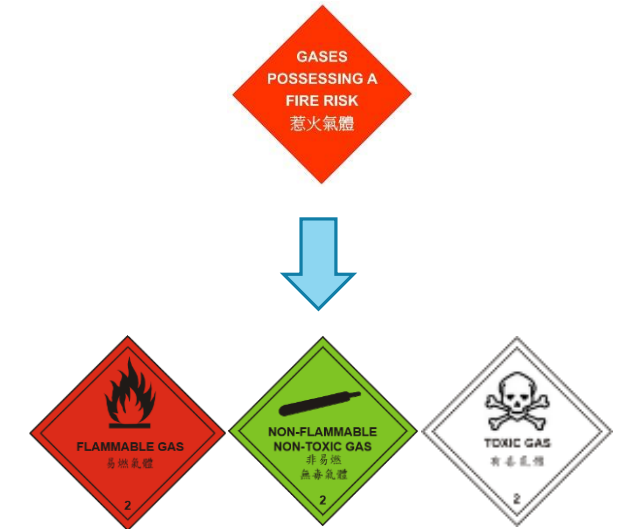 GASES
POSSESSING A
FIRE RISK
惹火氣體
FLAMMABLE GAS
易燃氣體
2
NON-FLAMMABLE
NON-TOXIC GAS
非易燃
無毒氣體
2
TOXIC GAS
有毒氣體
2